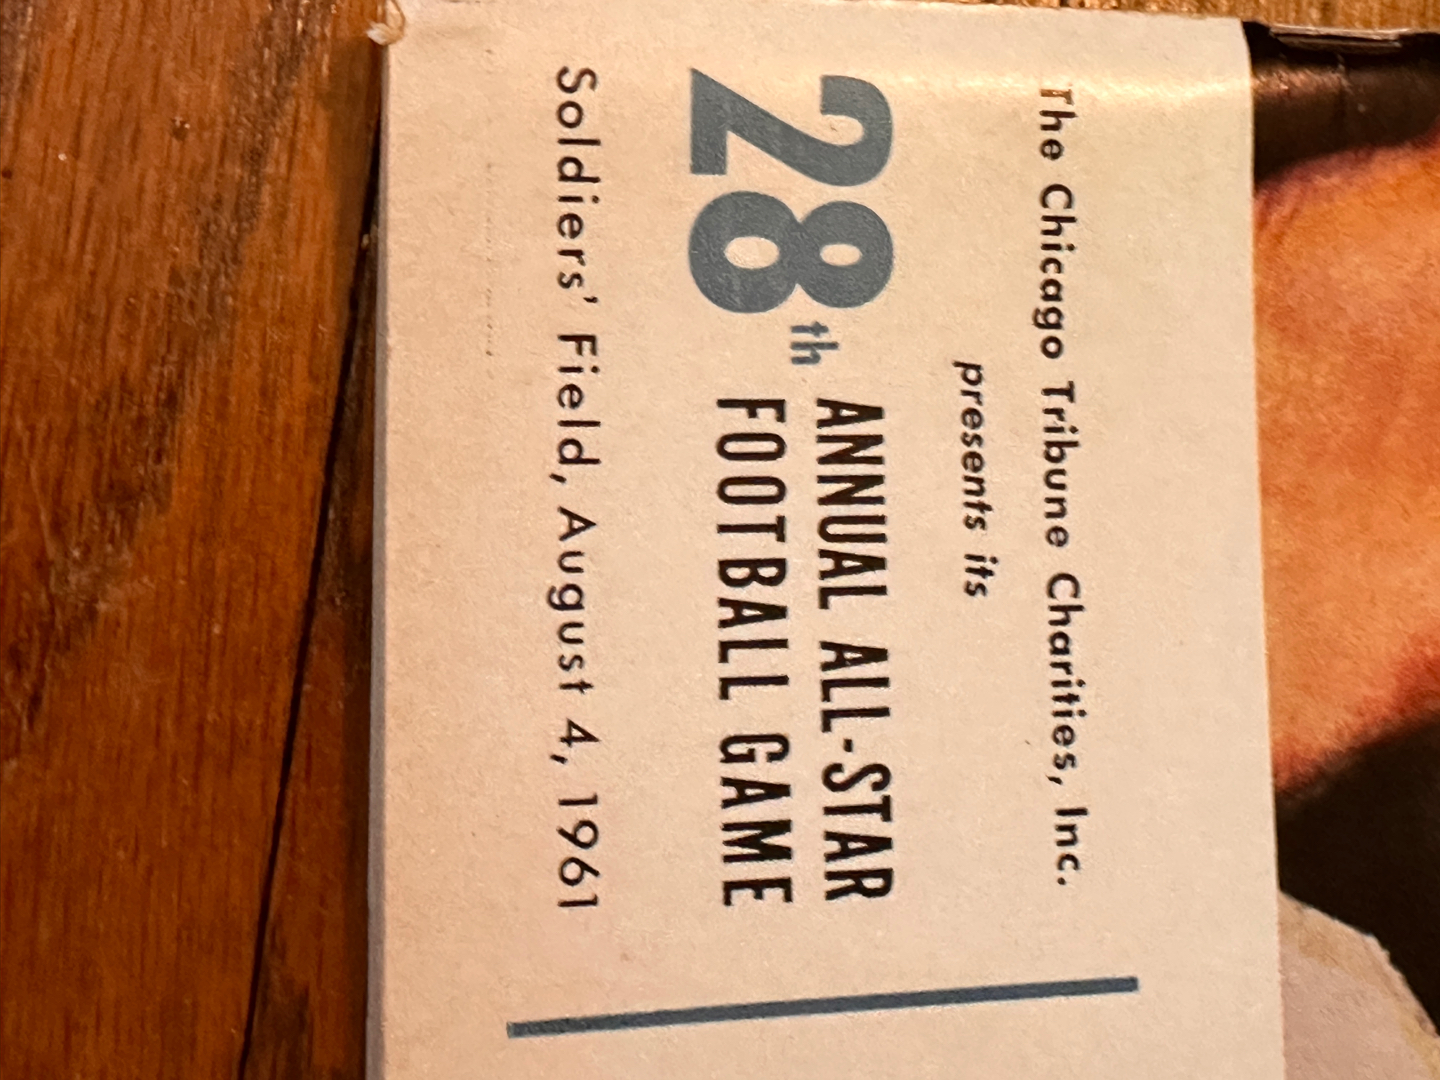 The Chicago Tribune Charities, Inc.
presents its
28th ANNUAL ALL-STAR
FOOTBALL GAME
Soldiers' Field, August 4, 1961